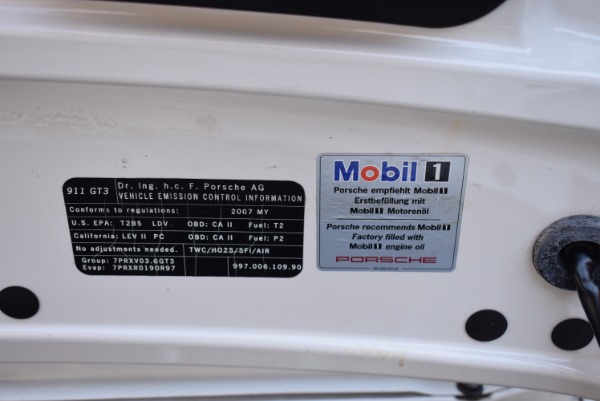 911 GT3
Dr. Ing. h.c. F. Porsche AG
VEHICLE EMISSION CONTROL INFORMATION
Conforms to regulations: 2007 MY
U.S. EPA: T2B5 LDV OBD: CA II Fuel: T2
California: LEV II PC OBD: CA II Fuel: P2
No adjustments needed. TWC/HO2S/SFI/AIR
Group: 7PRXV03.6GT3
Evap: 7PRXR0190R97
997.006.109.90
Mobil 1
Porsche empfiehlt Mobil 1
Erstbefüllung mit
Mobil 1 Motorenöl
Porsche recommends Mobil 1
Factory filled with
Mobil 1 engine oil
PORSCHE